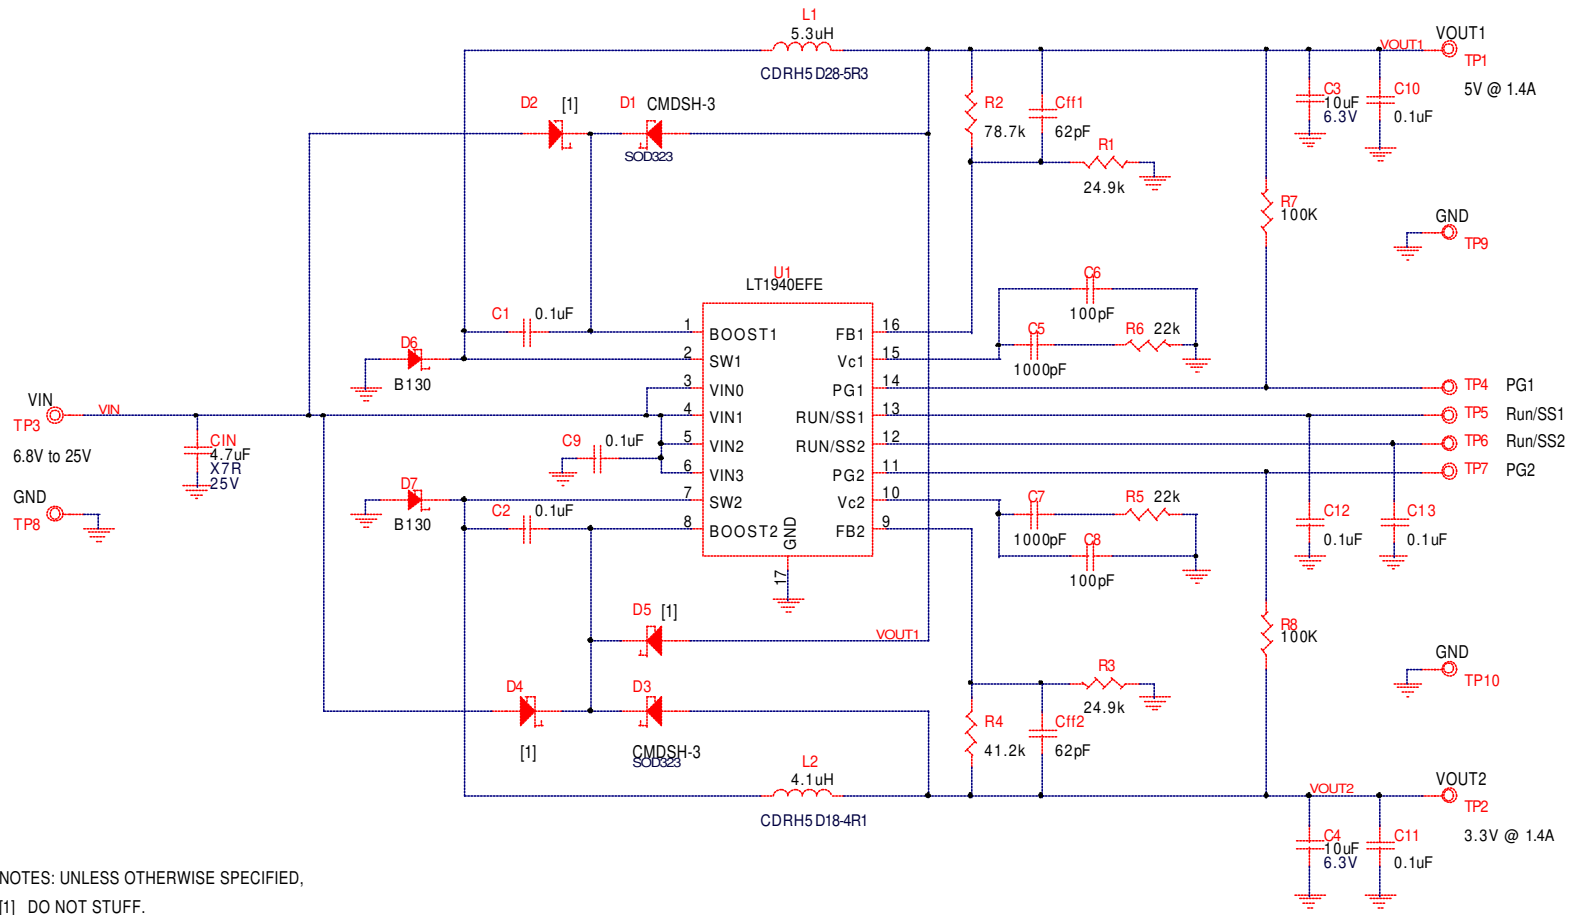 L1
5.3uH
CDRH5D28-5R3
VOUT1
VOUT1
TP1
5V @ 1.4A
D2
[1]
D1
CMDSH-3
SOD323
R2
78.7k
Cff1
62pF
R1
24.9k
C3
10uF
6.3V
C10
0.1uF
R7
100K
GND
TP9
U1
LT1940EFE
C1
0.1uF
C6
100pF
C5
1000pF
R6
22k
D6
B130
1
BOOST1
FB1
16
2
SW1
Vc1
15
3
VIN0
PG1
14
4
VIN1
RUN/SS1
13
5
VIN2
RUN/SS2
12
6
VIN3
PG2
11
7
SW2
Vc2
10
8
BOOST2
FB2
9
GND
17
TP4
PG1
TP5
Run/SS1
TP6
Run/SS2
TP7
PG2
VIN
VIN
TP3
6.8V to 25V
CIN
4.7uF
X7R
25V
GND
TP8
C9
0.1uF
D7
B130
C2
0.1uF
C7
1000pF
R5
22k
C8
100pF
C12
0.1uF
C13
0.1uF
D5
[1]
VOUT1
R8
100K
D4
[1]
D3
CMDSH-3
SOD323
R3
24.9k
R4
41.2k
Cff2
62pF
GND
TP10
L2
4.1uH
CDRH5D18-4R1
VOUT2
VOUT2
TP2
3.3V @ 1.4A
C4
10uF
6.3V
C11
0.1uF
NOTES: UNLESS OTHERWISE SPECIFIED,
[1] DO NOT STUFF.